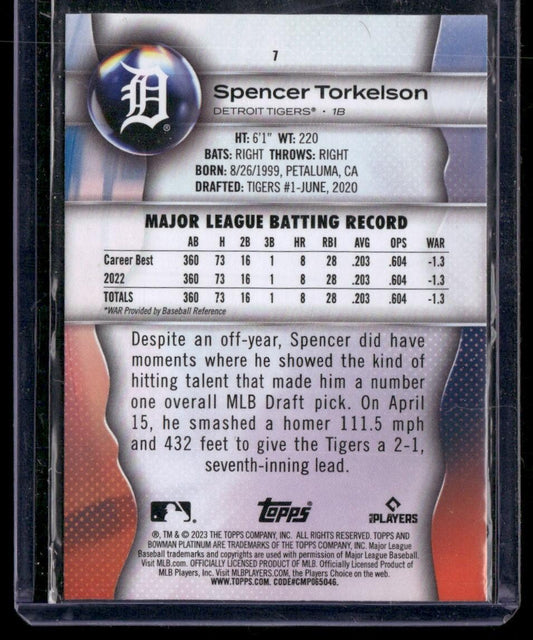 7
D
®
Spencer Torkelson
DETROIT TIGERS® · 1B
HT: 6'1" WT: 220
BATS: RIGHT THROWS: RIGHT
BORN: 8/26/1999, PETALUMA, CA
DRAFTED: TIGERS #1-JUNE, 2020
MAJOR LEAGUE BATTING RECORD
AB H 2B 3B HR RBI AVG OPS WAR
Career Best 360 73 16 1 8 28 .203 .604 -1.3
2022 360 73 16 1 8 28 .203 .604 -1.3
TOTALS 360 73 16 1 8 28 .203 .604 -1.3
*WAR Provided by Baseball Reference
Despite an off-year, Spencer did have
moments where he showed the kind of
hitting talent that made him a number
one overall MLB Draft pick. On April
15, he smashed a homer 111.5 mph
and 432 feet to give the Tigers a 2-1,
seventh-inning lead.
topps
MLB PLAYERS
®, TM & © 2023 THE TOPPS COMPANY, INC. ALL RIGHTS RESERVED. TOPPS AND
BOWMAN PLATINUM ARE TRADEMARKS OF THE TOPPS COMPANY, INC. Major League
Baseball trademarks and copyrights are used with permission of Major League Baseball.
Visit MLB.com. OFFICIALLY LICENSED PRODUCT OF MLB. Officially Licensed Product of
MLB Players, Inc. Visit MLBPLAYERS.com, the Players Choice on the web.
WWW.TOPPS.COM. CODE#CMP065046.